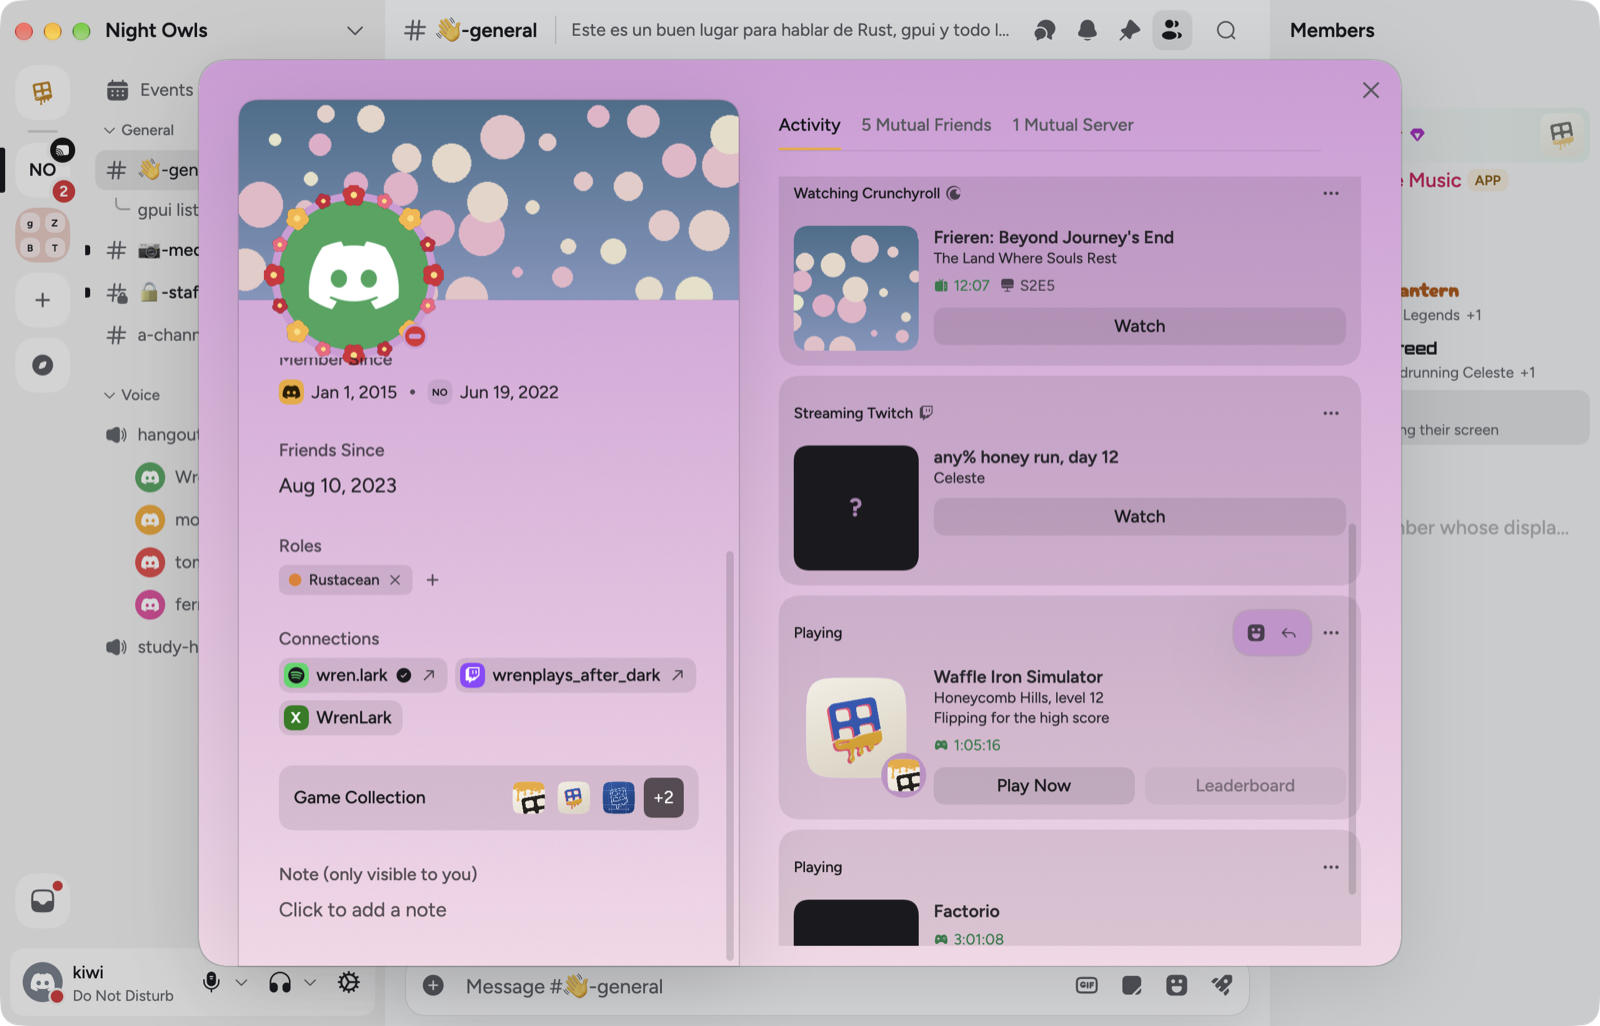 Night Owls
# 👋-general
Este es un buen lugar para hablar de Rust, gpui y todo l...
Members
Events
General
NO
2
👋-gen
gpui list
g Z
B T
📷-med
🔒-staf
a-chann
Voice
hangout
Wr
mo
tor
fer
study-h
kiwi
Do Not Disturb
Member Since
Jan 1, 2015 • NO Jun 19, 2022
Friends Since
Aug 10, 2023
Roles
Rustacean
Connections
wren.lark
wrenplays_after_dark
X WrenLark
Game Collection
+2
Note (only visible to you)
Click to add a note
Activity
5 Mutual Friends
1 Mutual Server
Watching Crunchyroll
Frieren: Beyond Journey's End
The Land Where Souls Rest
12:07 S2E5
Watch
Streaming Twitch
?
any% honey run, day 12
Celeste
Watch
Playing
Waffle Iron Simulator
Honeycomb Hills, level 12
Flipping for the high score
1:05:16
Play Now
Leaderboard
Playing
Factorio
3:01:08
Message #👋-general
GIF
Music APP
antern
Legends +1
reed
drunning Celeste +1
ng their screen
ber whose displa...